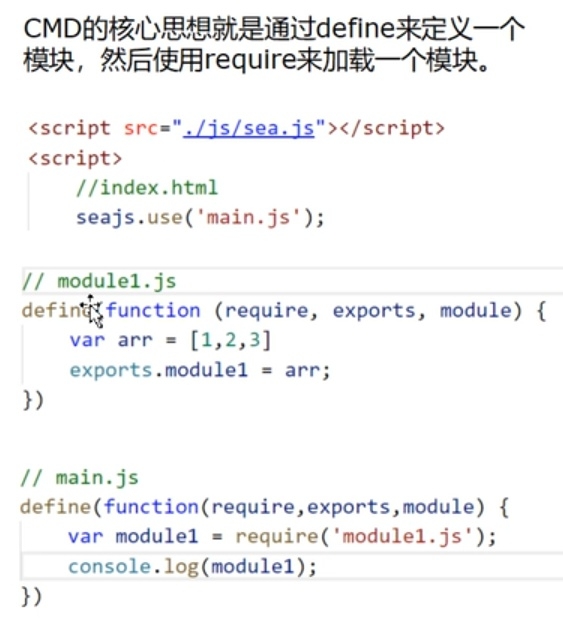 CMD的核心思想就是通过define来定义一个
模块，然后使用require来加载一个模块。
<script src="./js/sea.js"></script>
<script>
//index.html
seajs.use('main.js');
// module1.js
define(function (require, exports, module) {
var arr = [1,2,3]
exports.module1 = arr;
})
// main.js
define(function(require,exports,module) {
var module1 = require('module1.js');
console.log(module1);
})